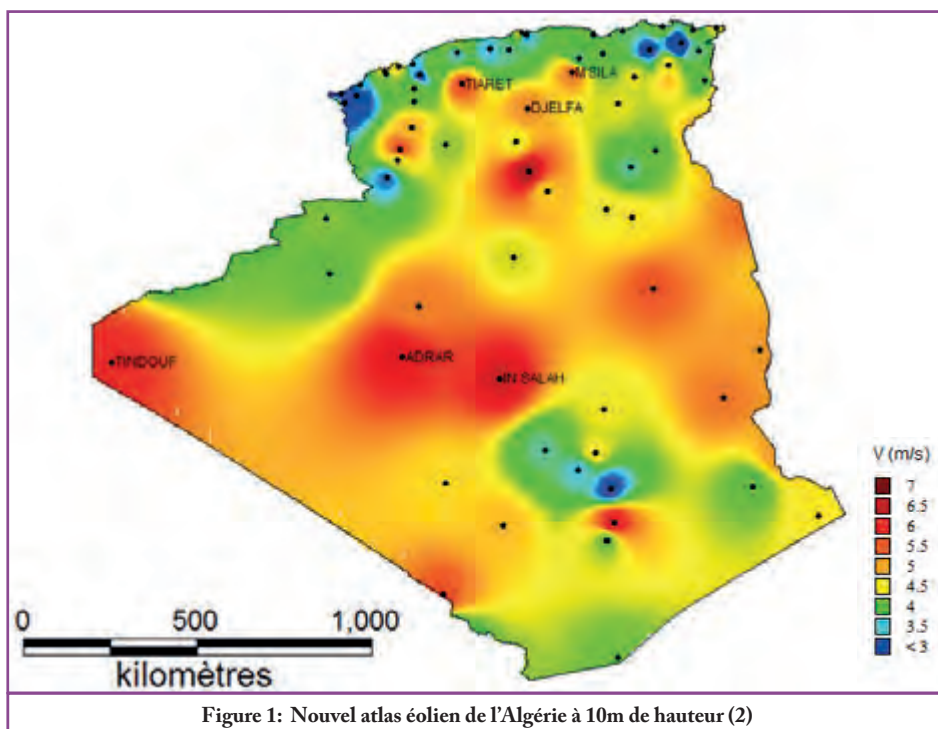 M'SILA
TIARET
DJELFA
TINDOUF
ADRAR
IN SALAH
V (m/s)
7
6.5
6
5.5
5
4.5
4
3.5
<3
0 500 1,000
kilomètres
Figure 1: Nouvel atlas éolien de l'Algérie à 10m de hauteur (2)